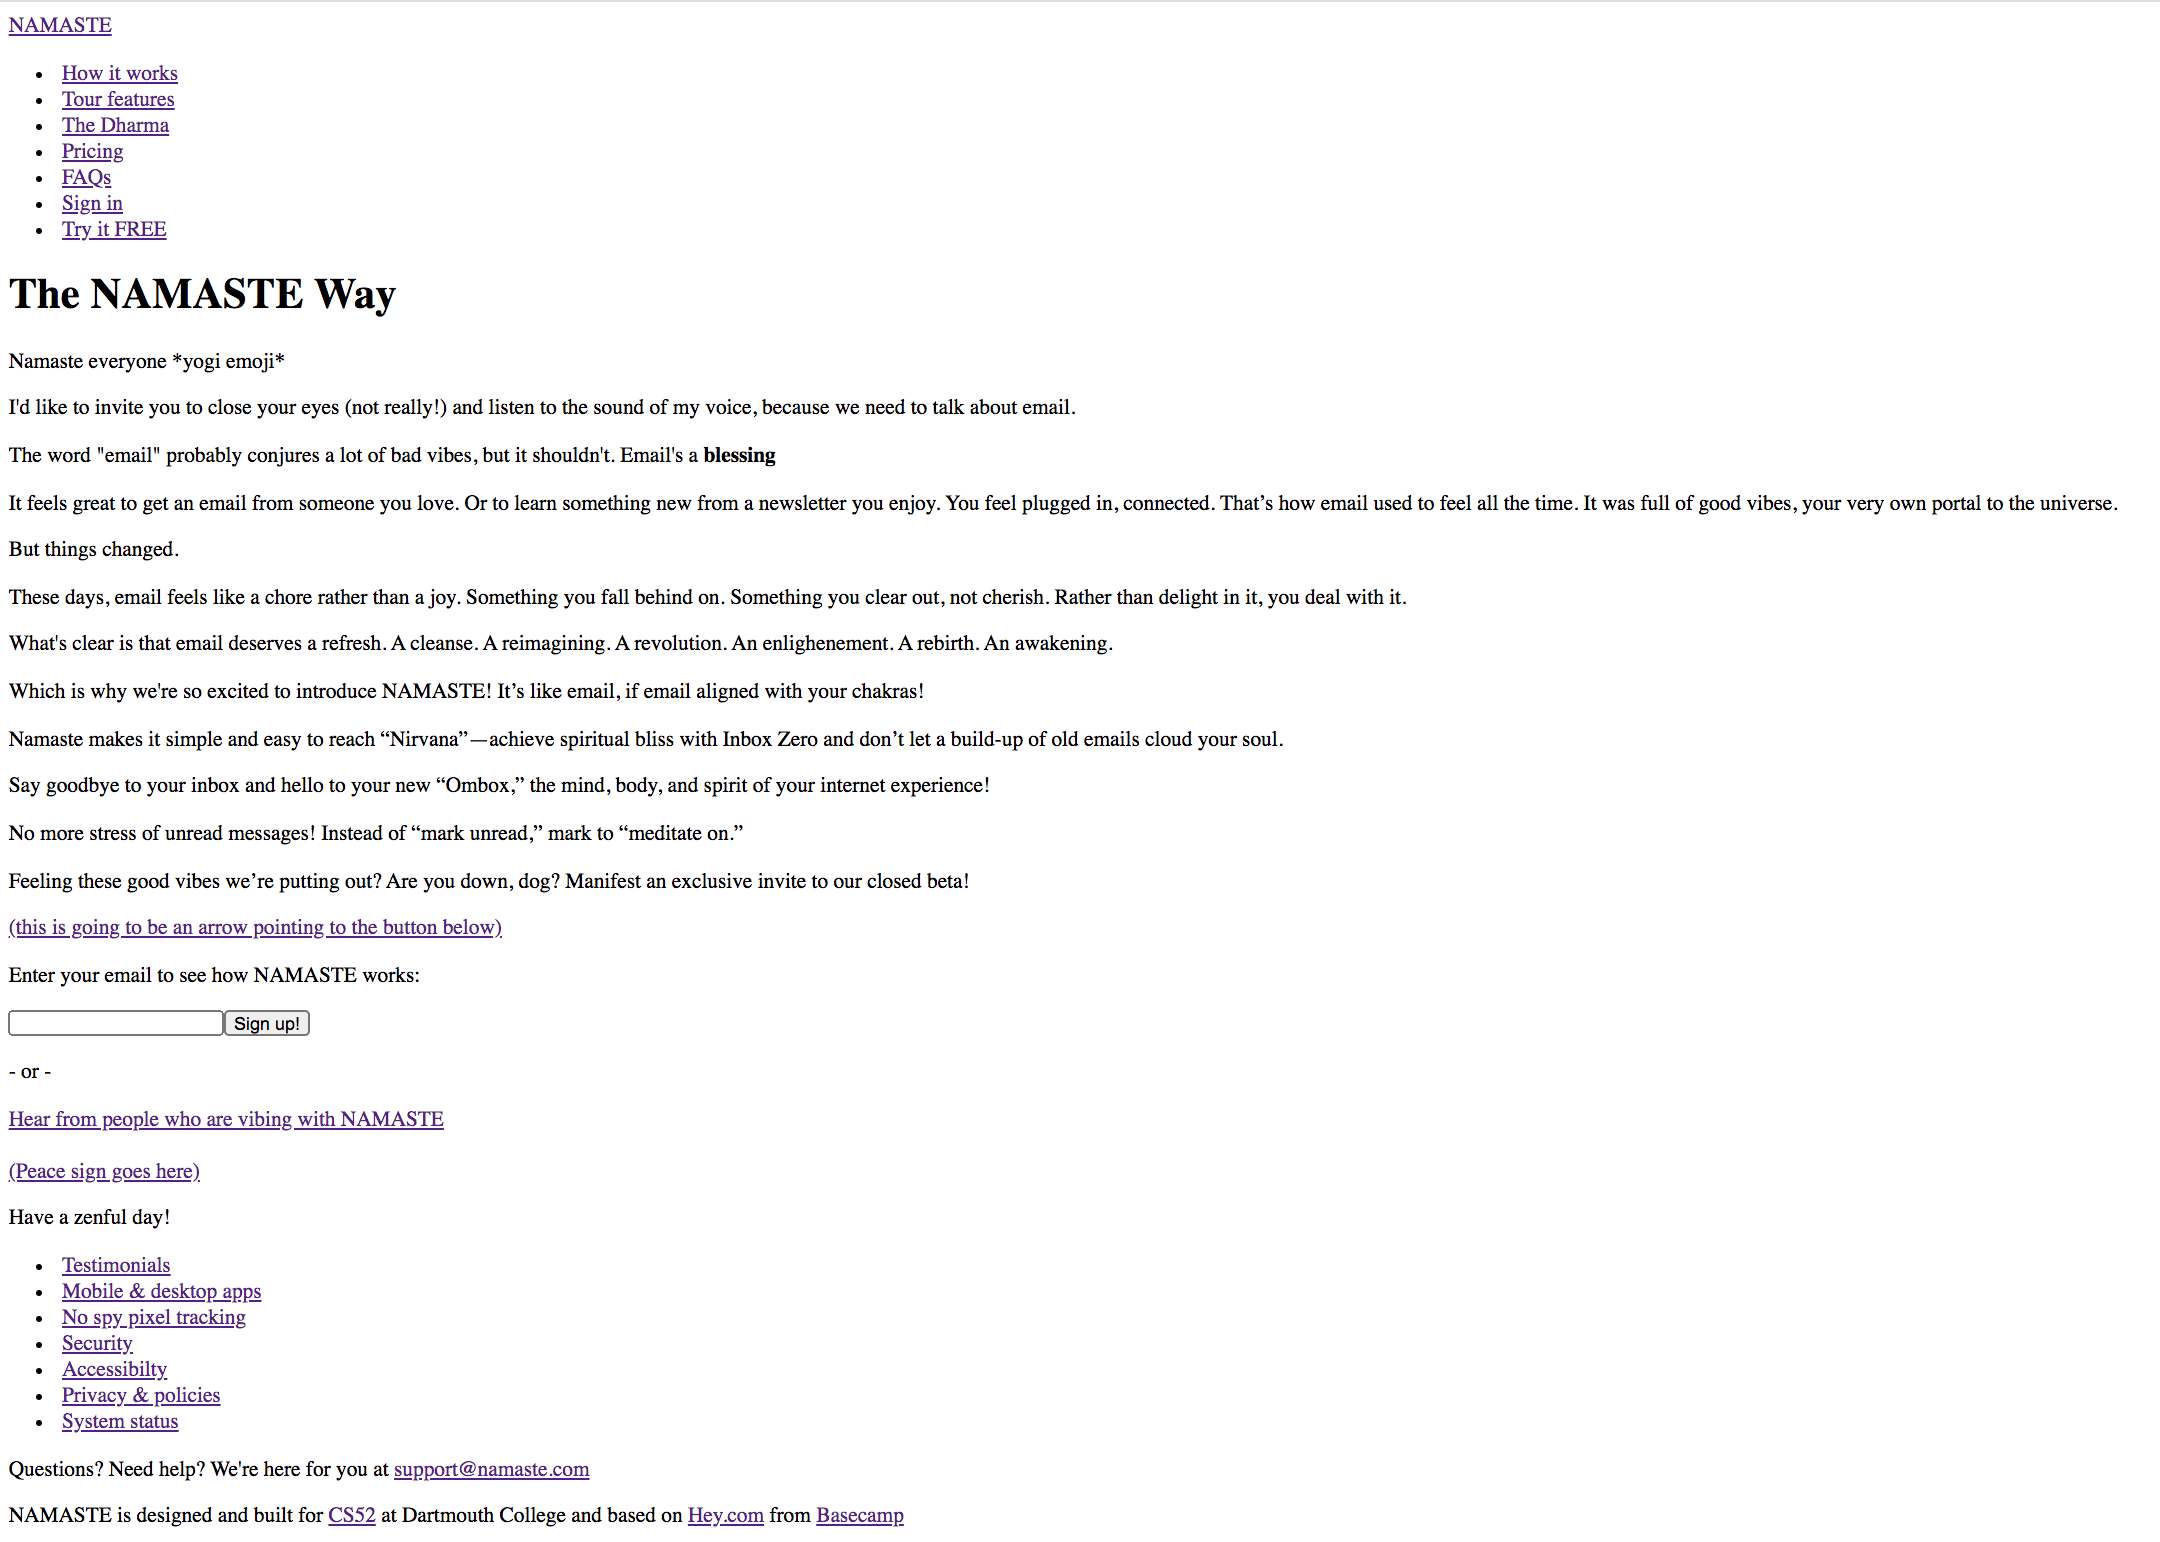 NAMASTE
How it works
Tour features
The Dharma
Pricing
FAQs
Sign in
Try it FREE
The NAMASTE Way
Namaste everyone *yogi emoji*
I'd like to invite you to close your eyes (not really!) and listen to the sound of my voice, because we need to talk about email.
The word "email" probably conjures a lot of bad vibes, but it shouldn't. Email's a blessing
It feels great to get an email from someone you love. Or to learn something new from a newsletter you enjoy. You feel plugged in, connected. That’s how email used to feel all the time. It was full of good vibes, your very own portal to the universe.
But things changed.
These days, email feels like a chore rather than a joy. Something you fall behind on. Something you clear out, not cherish. Rather than delight in it, you deal with it.
What's clear is that email deserves a refresh. A cleanse. A reimagining. A revolution. An enlighenement. A rebirth. An awakening.
Which is why we're so excited to introduce NAMASTE! It’s like email, if email aligned with your chakras!
Namaste makes it simple and easy to reach “Nirvana”—achieve spiritual bliss with Inbox Zero and don’t let a build-up of old emails cloud your soul.
Say goodbye to your inbox and hello to your new “Ombox,” the mind, body, and spirit of your internet experience!
No more stress of unread messages! Instead of “mark unread,” mark to “meditate on.”
Feeling these good vibes we’re putting out? Are you down, dog? Manifest an exclusive invite to our closed beta!
(this is going to be an arrow pointing to the button below)
Enter your email to see how NAMASTE works:
Sign up!
- or -
Hear from people who are vibing with NAMASTE
(Peace sign goes here)
Have a zenful day!
Testimonials
Mobile & desktop apps
No spy pixel tracking
Security
Accessibilty
Privacy & policies
System status
Questions? Need help? We're here for you at support@namaste.com
NAMASTE is designed and built for CS52 at Dartmouth College and based on Hey.com from Basecamp